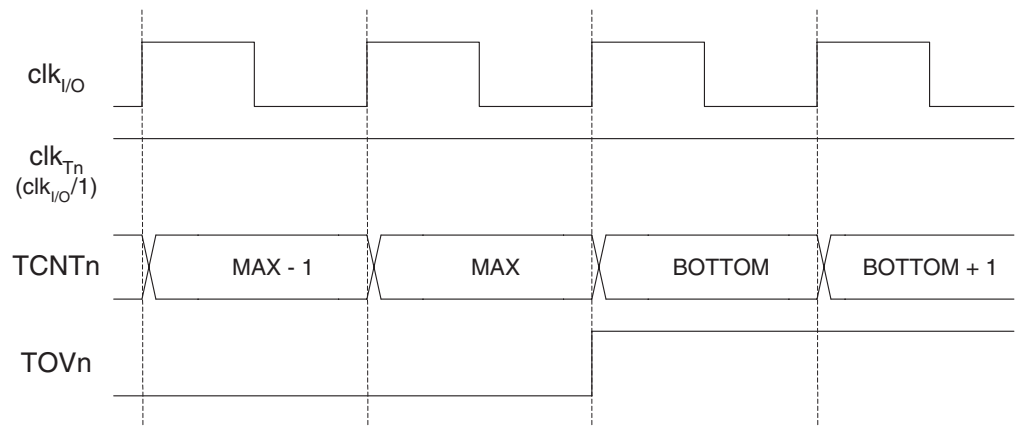 clkI/O
clkTn
(clkI/O/1)
TCNTn MAX - 1 MAX BOTTOM BOTTOM + 1
TOVn